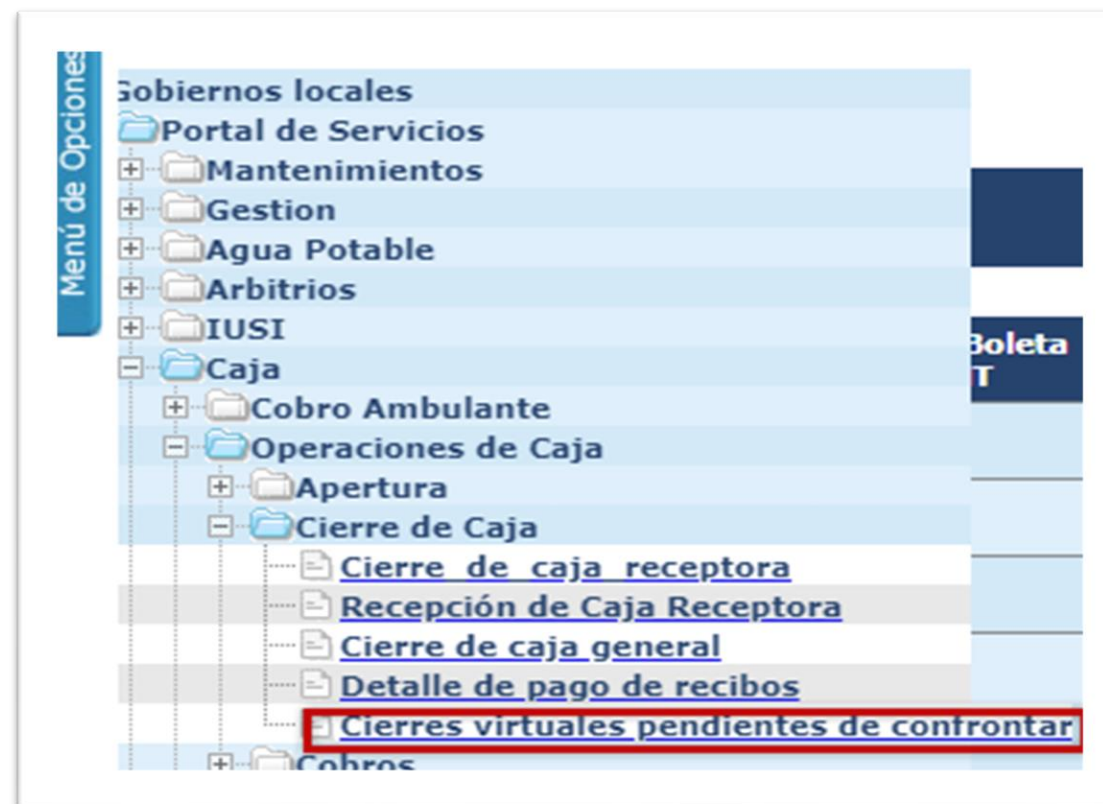 Menú de Opciones
Gobiernos locales
Portal de Servicios
Mantenimientos
Gestion
Agua Potable
Arbitrios
IUSI
Caja
Cobro Ambulante
Operaciones de Caja
Apertura
Cierre de Caja
Cierre de caja receptora
Recepción de Caja Receptora
Cierre de caja general
Detalle de pago de recibos
Cierres virtuales pendientes de confrontar
Cobros
Boleta
T